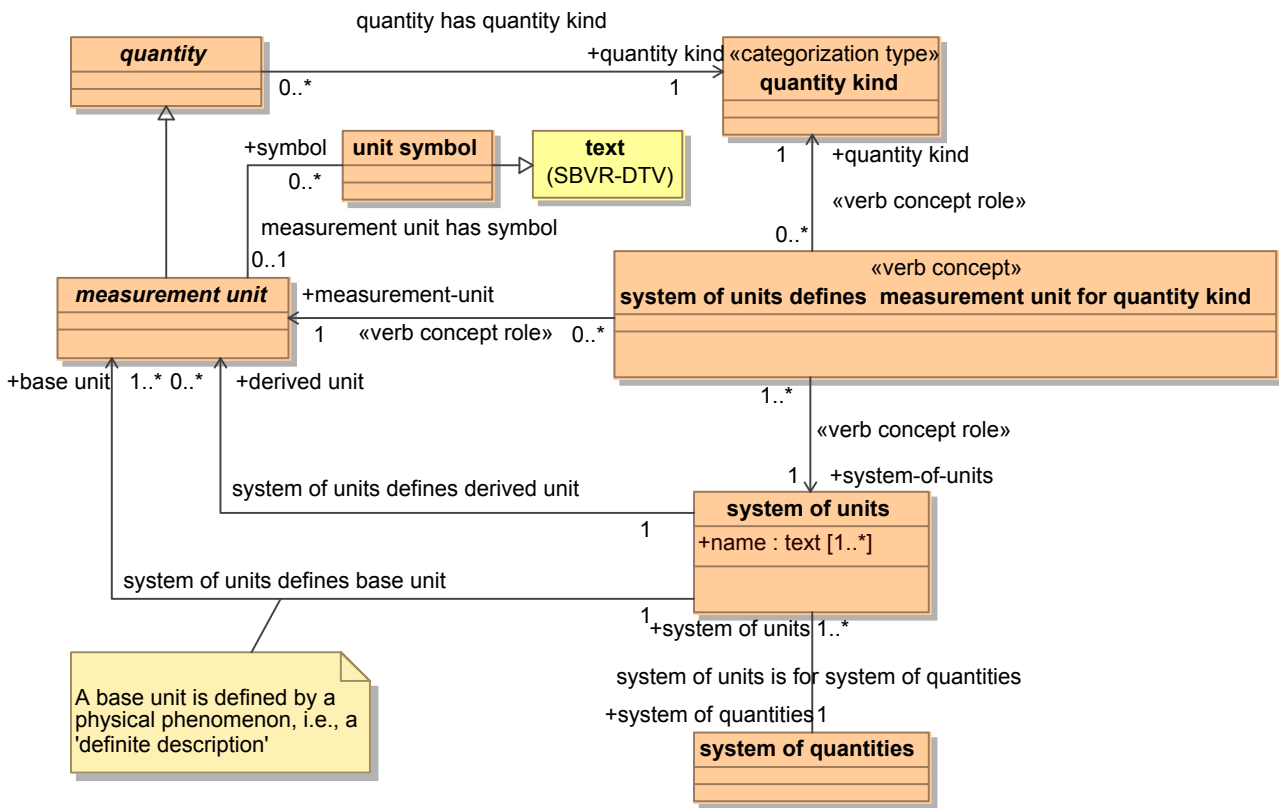 quantity has quantity kind
quantity
+quantity kind
«categorization type»
quantity kind
0..*
1
+symbol
0..*
unit symbol
text
(SBVR-DTV)
1
+quantity kind
«verb concept role»
0..*
measurement unit has symbol
0..1
measurement unit
+measurement-unit
1
«verb concept role»
0..*
«verb concept»
system of units defines  measurement unit for quantity kind
+base unit
1..*
0..*
+derived unit
1..*
«verb concept role»
1
+system-of-units
system of units defines derived unit
1
system of units
+name : text [1..*]
system of units defines base unit
1
+system of units
1..*
A base unit is defined by a
physical phenomenon, i.e., a
'definite description'
system of units is for system of quantities
+system of quantities
1
system of quantities